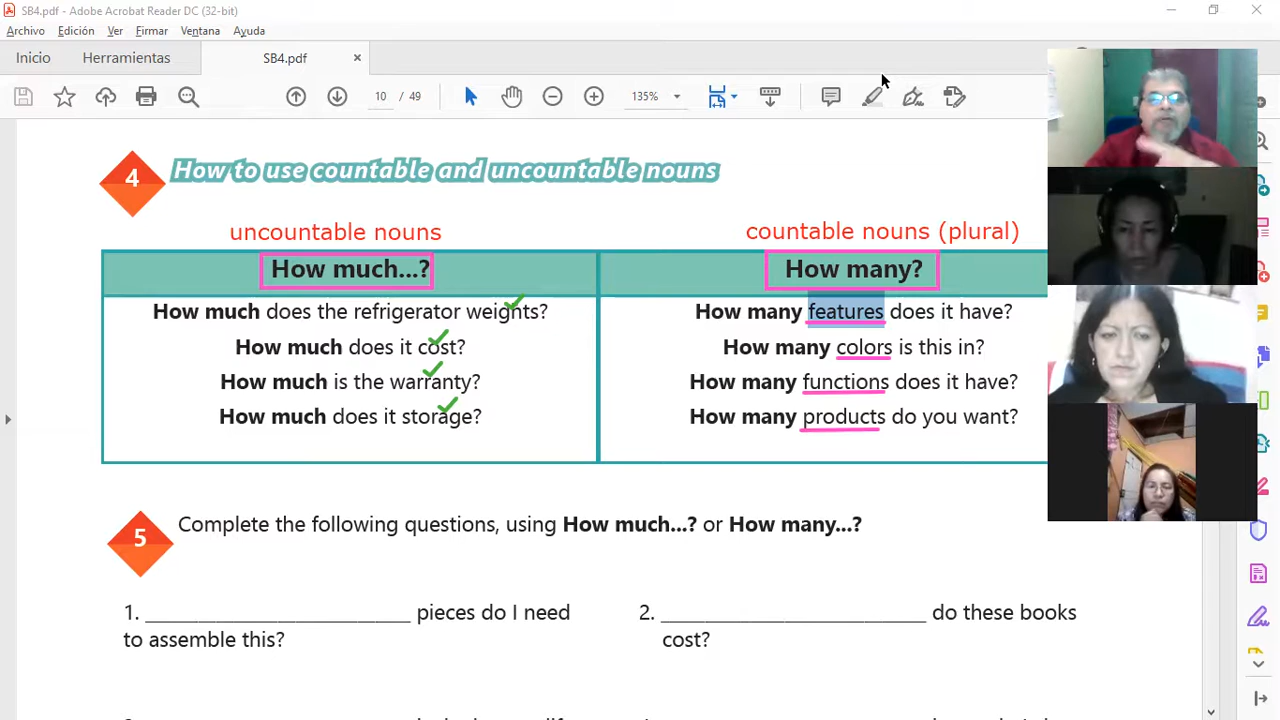 SB4.pdf - Adobe Acrobat Reader DC (32-bit)
Archivo Edición Ver Firmar Ventana Ayuda
Inicio Herramientas SB4.pdf ×
10 / 49 135%
4 How to use countable and uncountable nouns
uncountable nouns
countable nouns (plural)
How much...?
How many?
How much does the refrigerator weights?
How many features does it have?
How much does it cost?
How many colors is this in?
How much is the warranty?
How many functions does it have?
How much does it storage?
How many products do you want?
5 Complete the following questions, using How much...? or How many...?
1. ________________________ pieces do I need
to assemble this?
2. ________________________ do these books
cost?